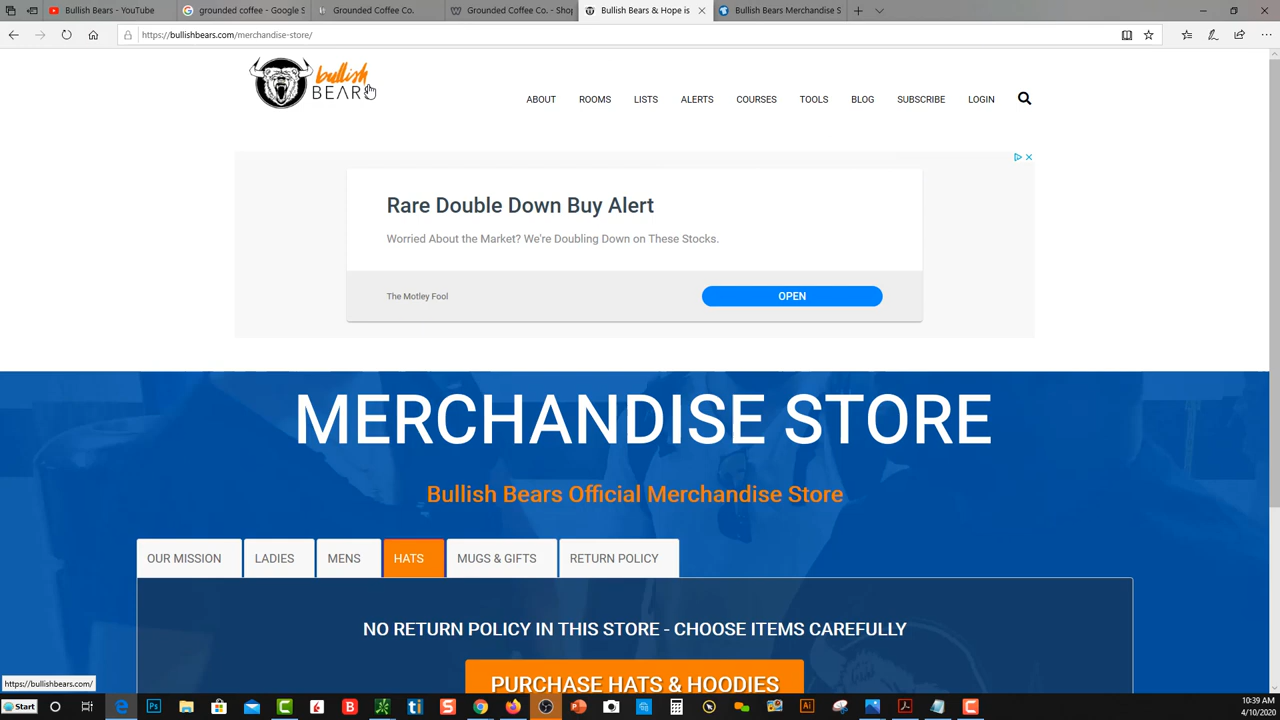 Bullish Bears - YouTube
grounded coffee - Google S
Grounded Coffee Co.
Grounded Coffee Co. - Shop
Bullish Bears & Hope is
Bullish Bears Merchandise S
https://bullishbears.com/merchandise-store/
bullish
BEARS
ABOUT
ROOMS
LISTS
ALERTS
COURSES
TOOLS
BLOG
SUBSCRIBE
LOGIN
Rare Double Down Buy Alert
Worried About the Market? We're Doubling Down on These Stocks.
The Motley Fool
OPEN
MERCHANDISE STORE
Bullish Bears Official Merchandise Store
OUR MISSION
LADIES
MENS
HATS
MUGS & GIFTS
RETURN POLICY
NO RETURN POLICY IN THIS STORE - CHOOSE ITEMS CAREFULLY
PURCHASE HATS & HOODIES
https://bullishbears.com/
Start
10:39 AM
4/10/2020